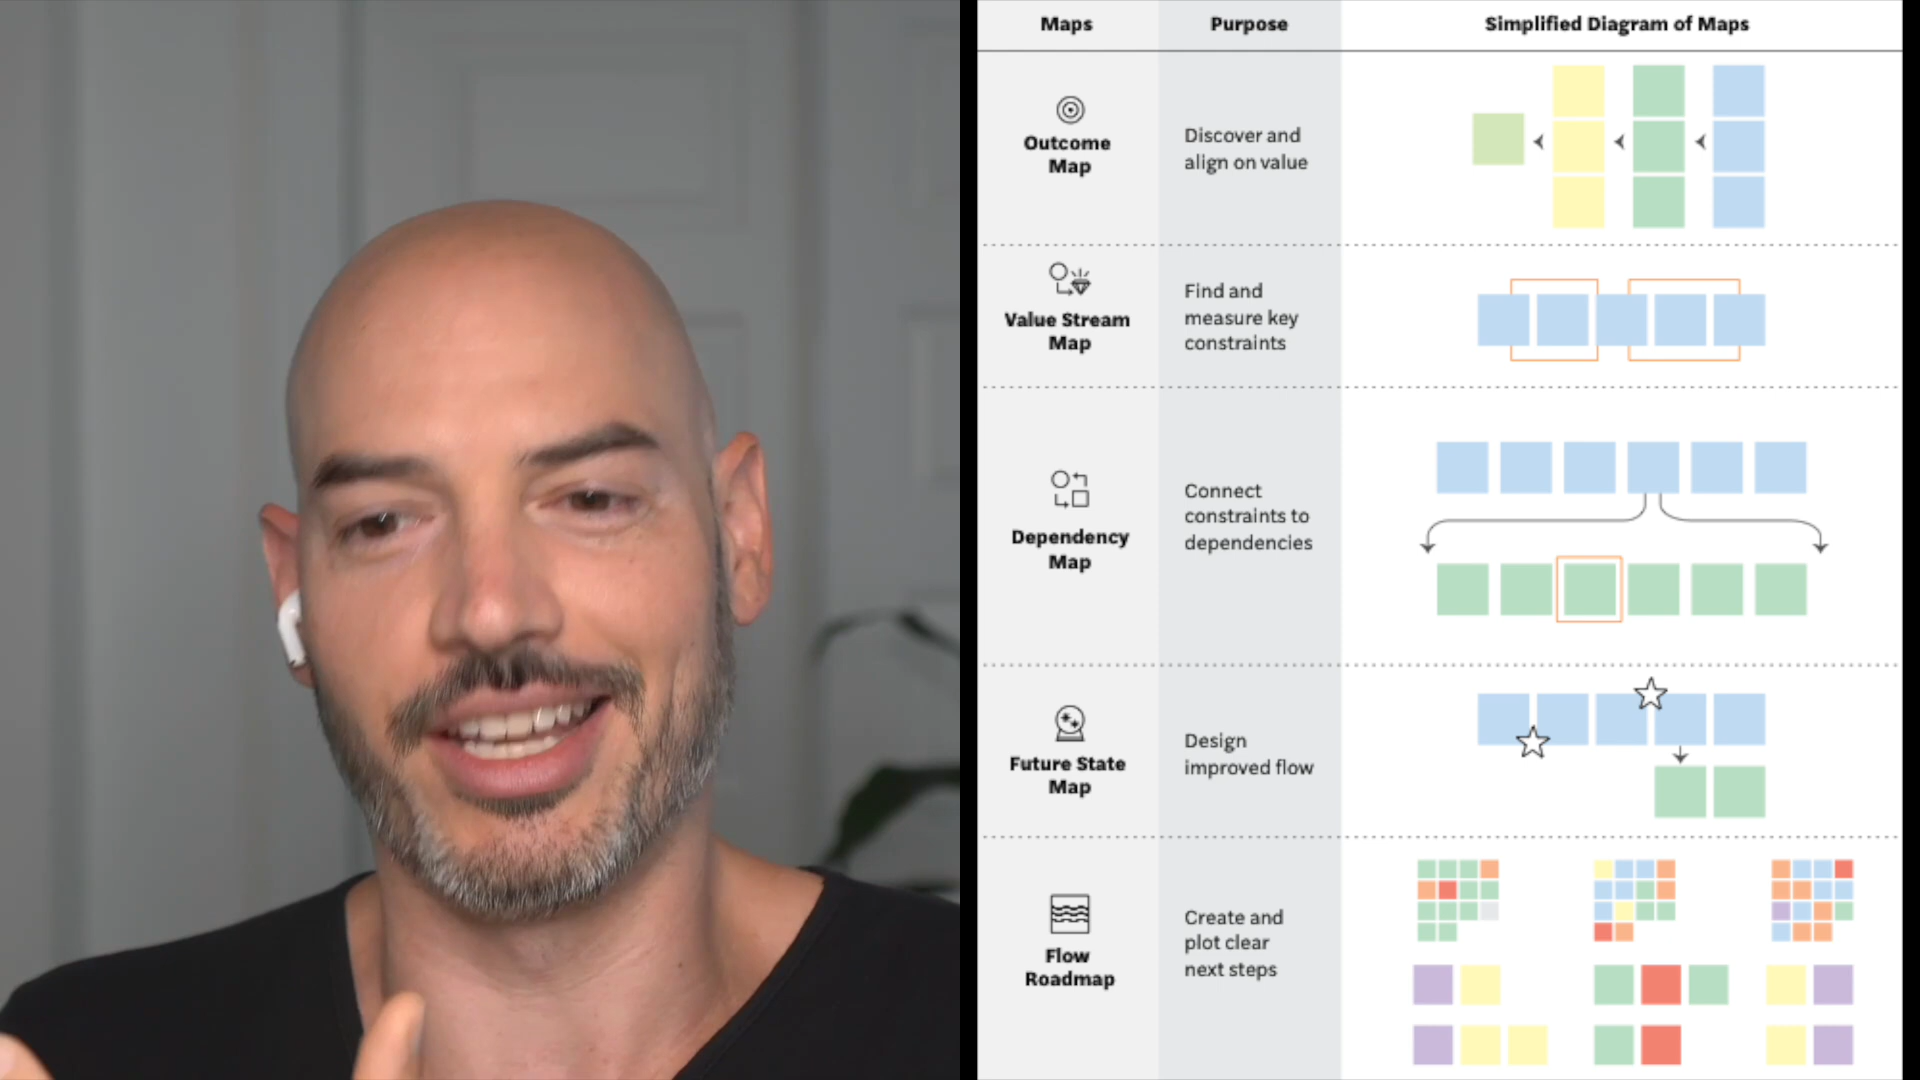 Maps
Purpose
Simplified Diagram of Maps
Outcome
Map
Discover and
align on value
Value Stream
Map
Find and
measure key
constraints
Dependency
Map
Connect
constraints to
dependencies
Future State
Map
Design
improved flow
Flow
Roadmap
Create and
plot clear
next steps